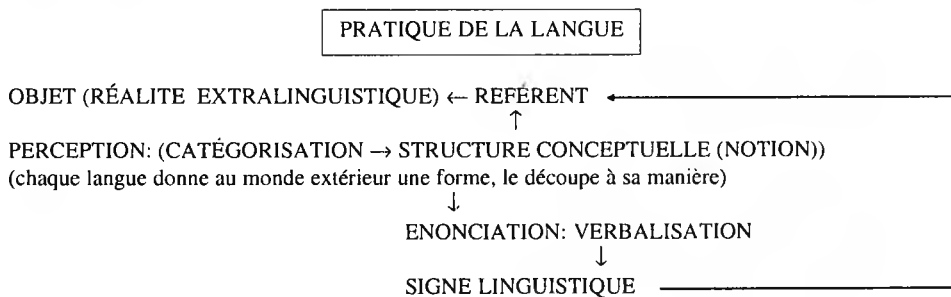 PRATIQUE DE LA LANGUE
OBJET (RÉALITE EXTRALINGUISTIQUE) ← REFÉRENT ←
↑
PERCEPTION: (CATÉGORISATION → STRUCTURE CONCEPTUELLE (NOTION))
(chaque langue donne au monde extérieur une forme, le découpe à sa manière)
↓
ENONCIATION: VERBALISATION
↓
SIGNE LINGUISTIQUE